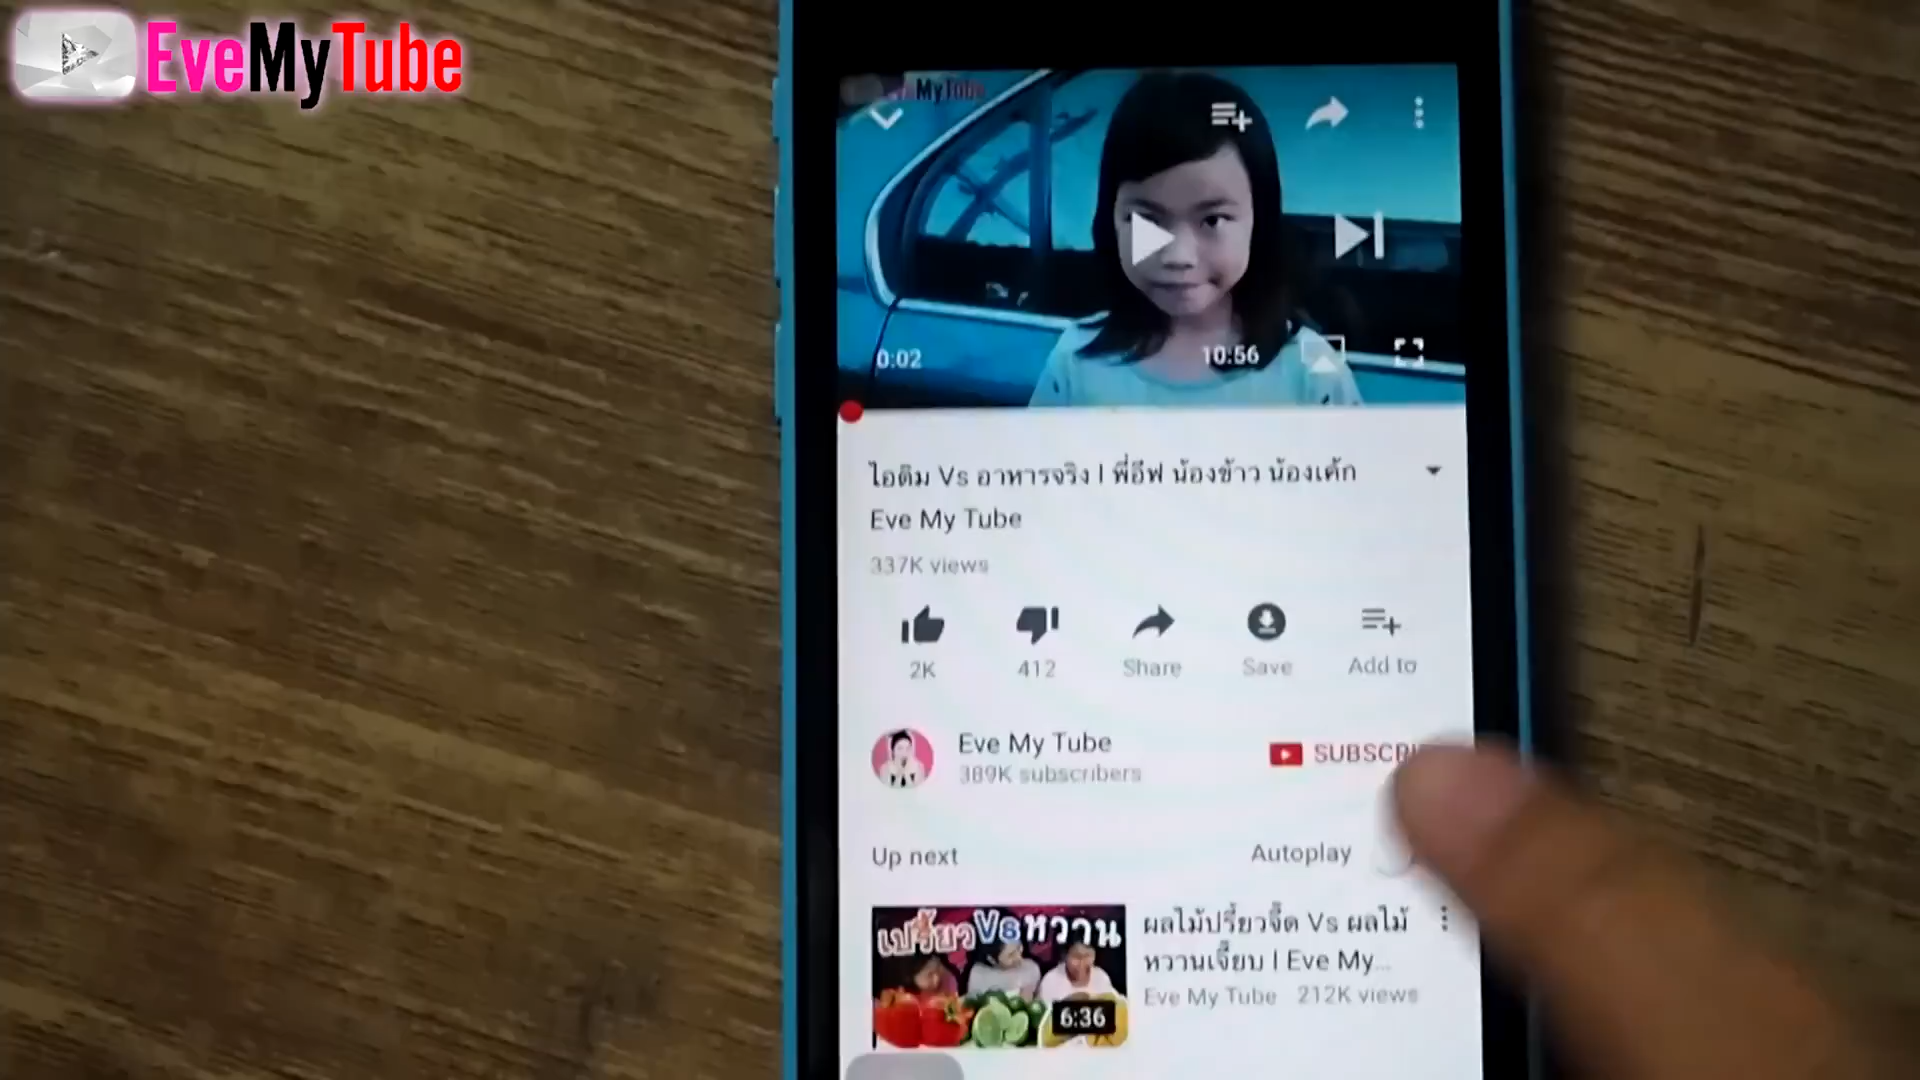 EveMyTube
EveMyTube
0:02
10:56
ไอติม Vs อาหารจริง l พี่อีฟ น้องข้าว น้องเค้ก
Eve My Tube
337K views
2K
412
Share
Save
Add to
Eve My Tube
389K subscribers
SUBSCRI
Up next
Autoplay
เปรี้ยวVsหวาน
6:36
ผลไม้ปรี้ยวจี๊ด Vs ผลไม้
หวานเจี๊ยบ l Eve My...
Eve My Tube 212K views